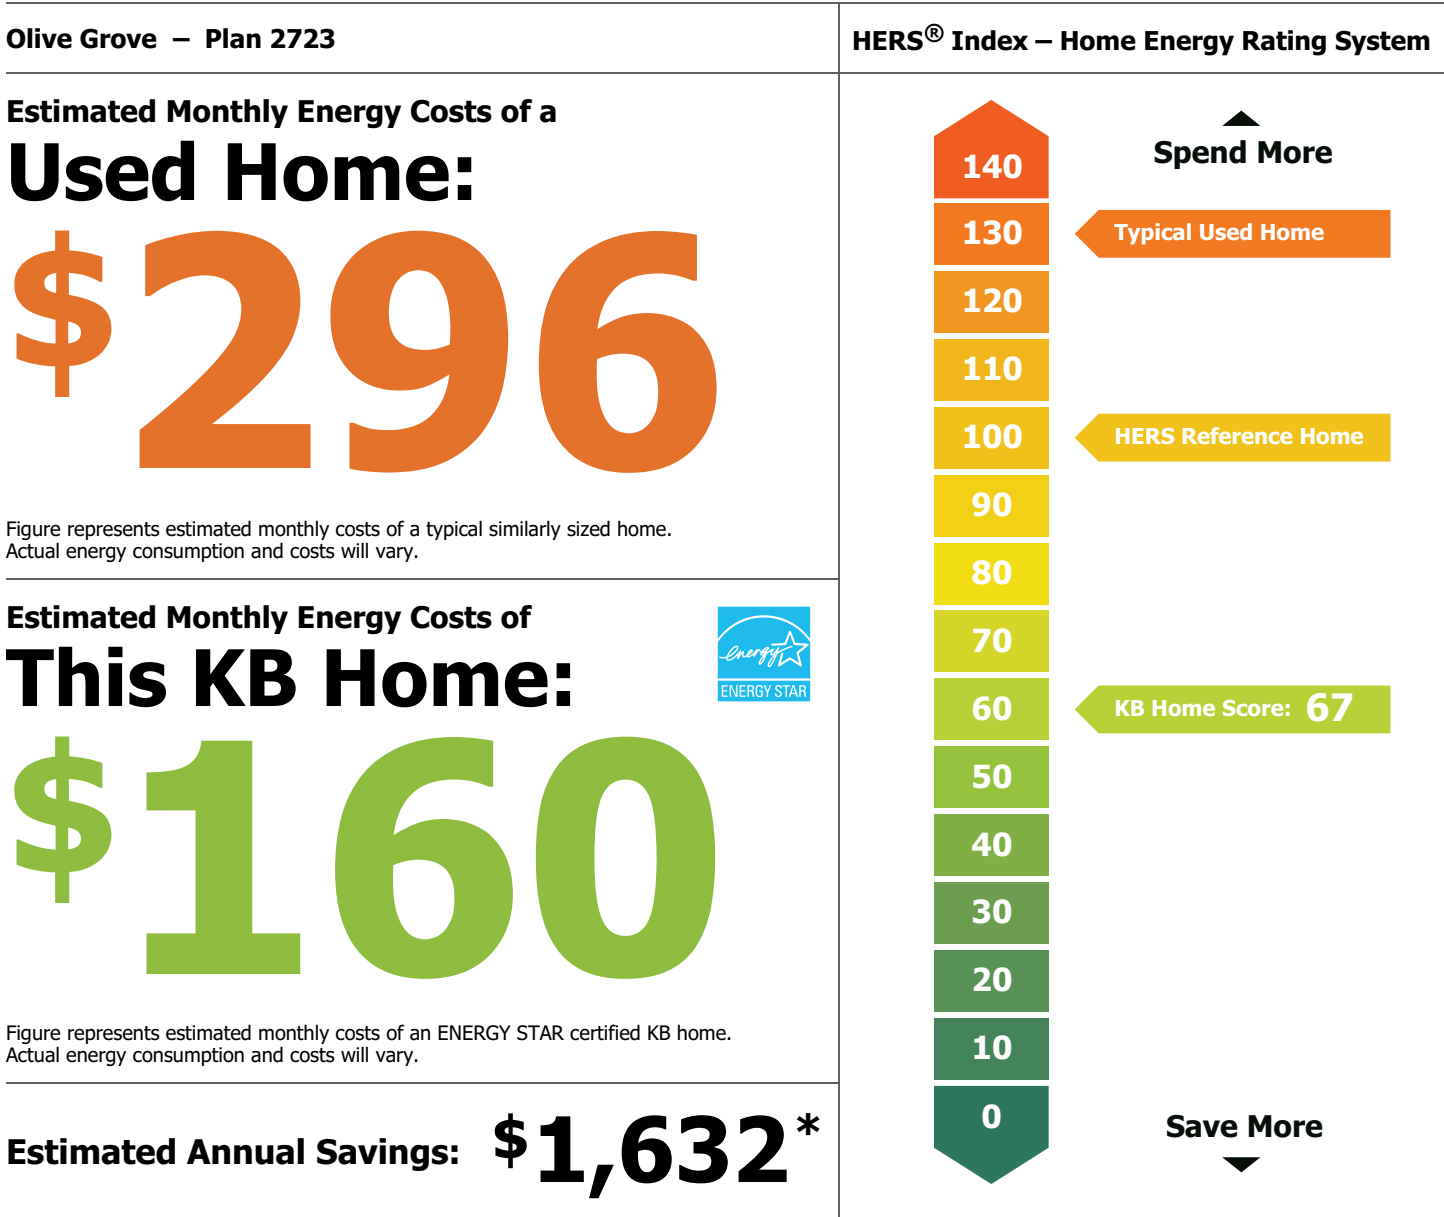 Olive Grove – Plan 2723
Estimated Monthly Energy Costs of a
Used Home:
$296
Figure represents estimated monthly costs of a typical similarly sized home.
Actual energy consumption and costs will vary.
Estimated Monthly Energy Costs of
This KB Home:
energy
ENERGY STAR
$160
Figure represents estimated monthly costs of an ENERGY STAR certified KB home.
Actual energy consumption and costs will vary.
Estimated Annual Savings: $1,632*
HERS® Index – Home Energy Rating System
Spend More
140
130 Typical Used Home
120
110
100 HERS Reference Home
90
80
70
60 KB Home Score: 67
50
40
30
20
10
0
Save More